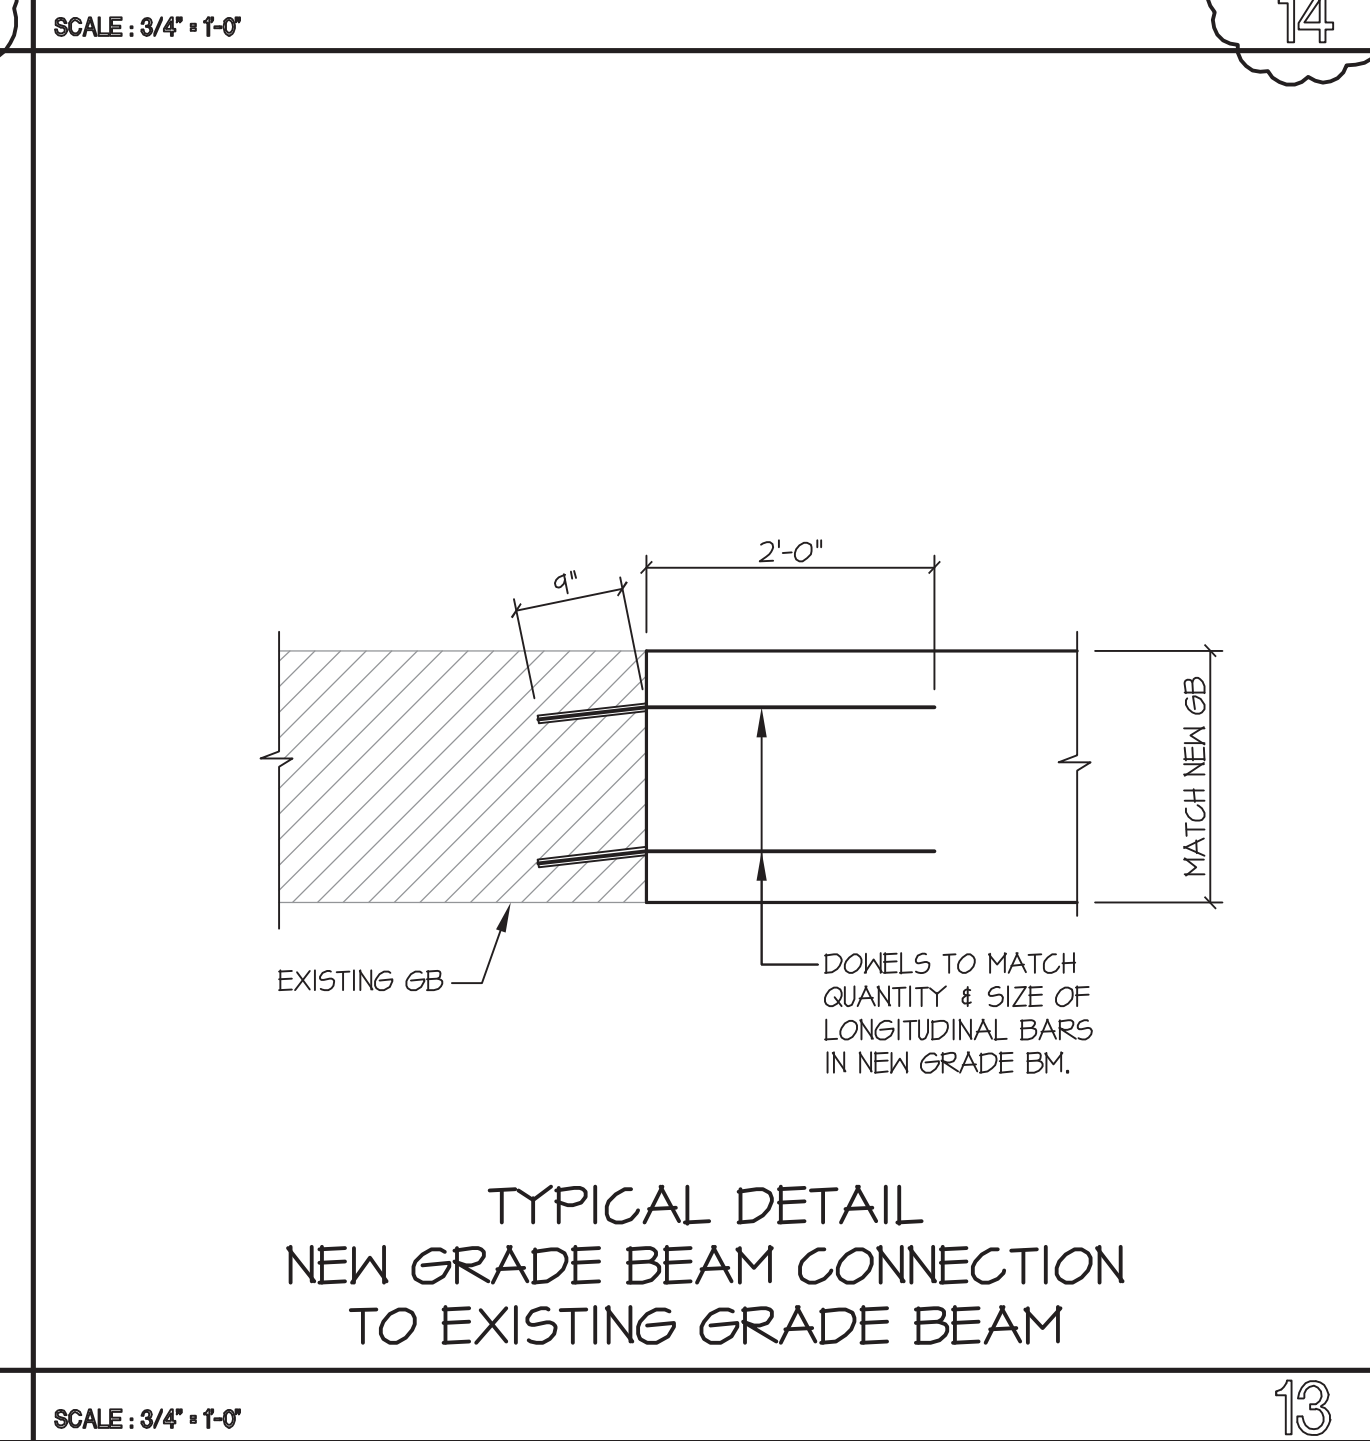 SCALE : 3/4" = 1'-0"
14
2'-0"
9"
MATCH NEW GB
EXISTING GB
DOWELS TO MATCH
QUANTITY & SIZE OF
LONGITUDINAL BARS
IN NEW GRADE BM.
TYPICAL DETAIL
NEW GRADE BEAM CONNECTION
TO EXISTING GRADE BEAM
SCALE : 3/4" = 1'-0"
13